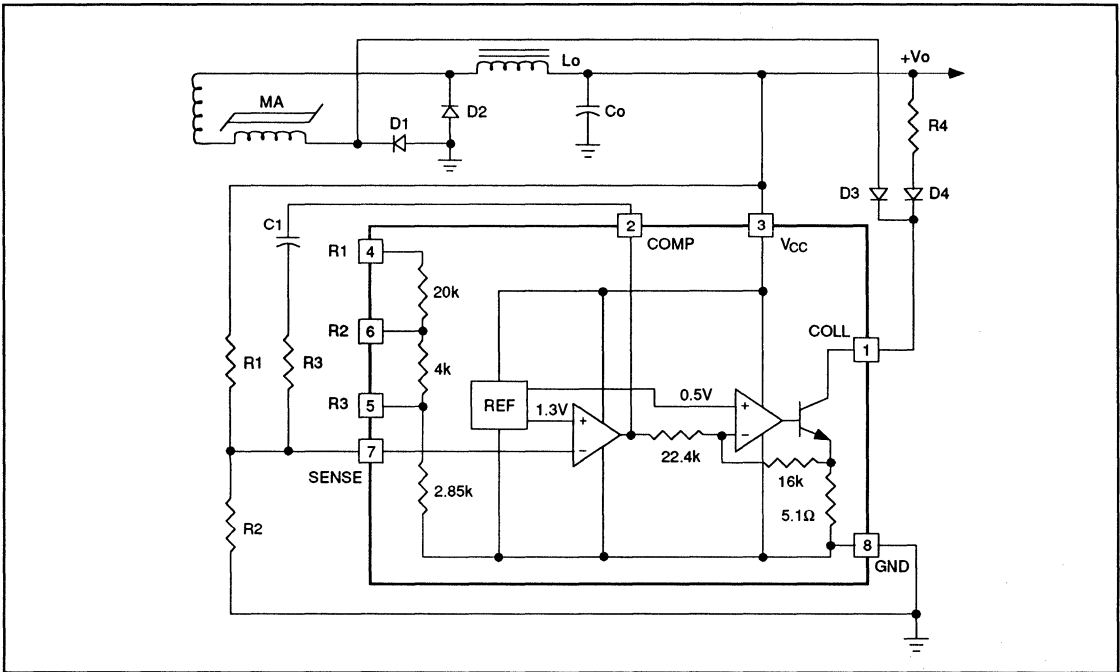 Lo
+Vo
MA
D1
D2
Co
R4
D3
D4
C1
2
COMP
3
VCC
R1
4
20k
R2
6
4k
COLL
1
R1
R3
R3
5
REF
1.3V
0.5V
+
-
+
-
22.4k
16k
7
SENSE
2.85k
5.1Ω
R2
8
GND